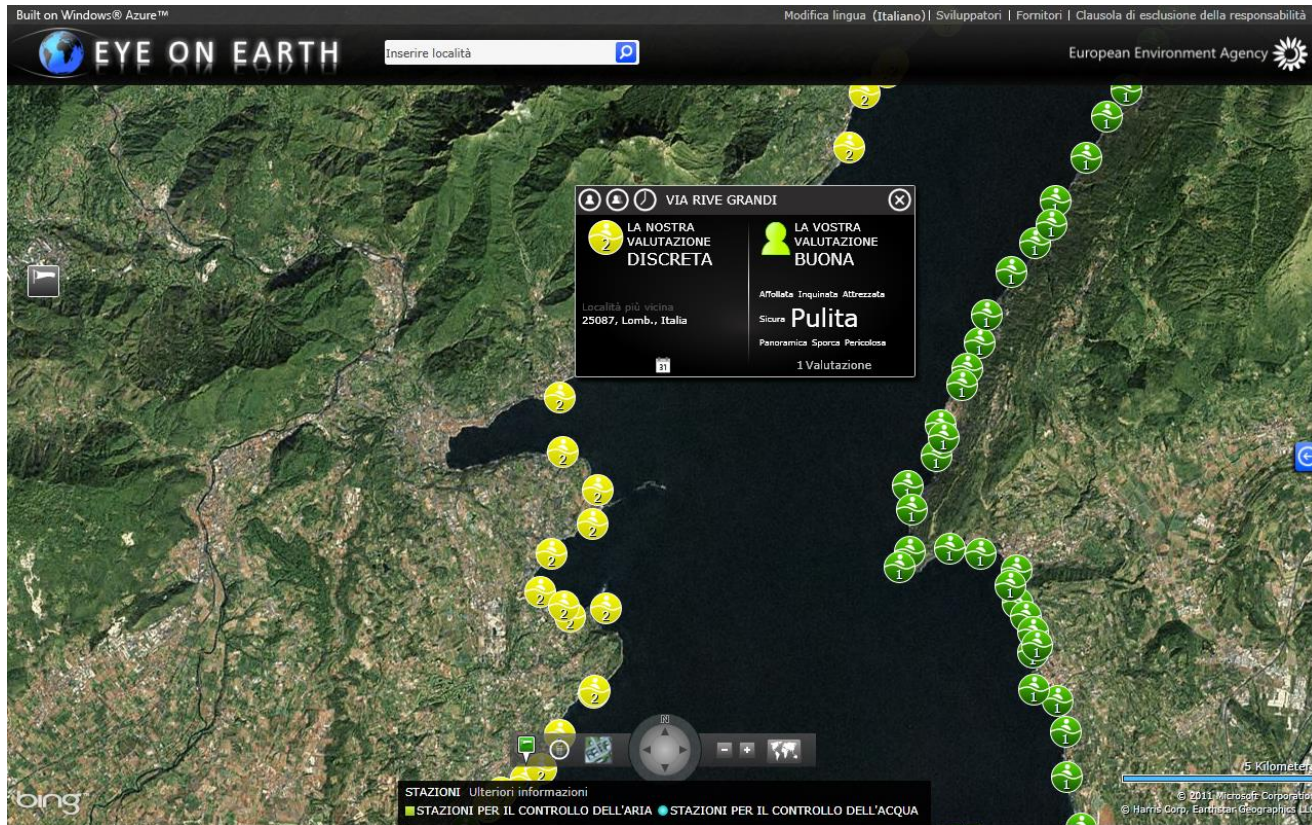 Built on Windows® Azure™
Modifica lingua (Italiano)| Sviluppatori | Fornitori | Clausola di esclusione della responsabilità
EYE ON EARTH
Inserire località
European Environment Agency
VIA RIVE GRANDI
LA NOSTRA
VALUTAZIONE
DISCRETA
2
LA VOSTRA
VALUTAZIONE
BUONA
Località più vicina
25087, Lomb., Italia
31
Affollata Inquinata Attrezzata
Sicura Pulita
Panoramica Sporca Pericolosa
1 Valutazione
N
STAZIONI Ulteriori informazioni
STAZIONI PER IL CONTROLLO DELL'ARIA STAZIONI PER IL CONTROLLO DELL'ACQUA
bing
5 Kilometer
© 2011 Microsoft Corporation
© Harris Corp, Earthstar Geographics LLC